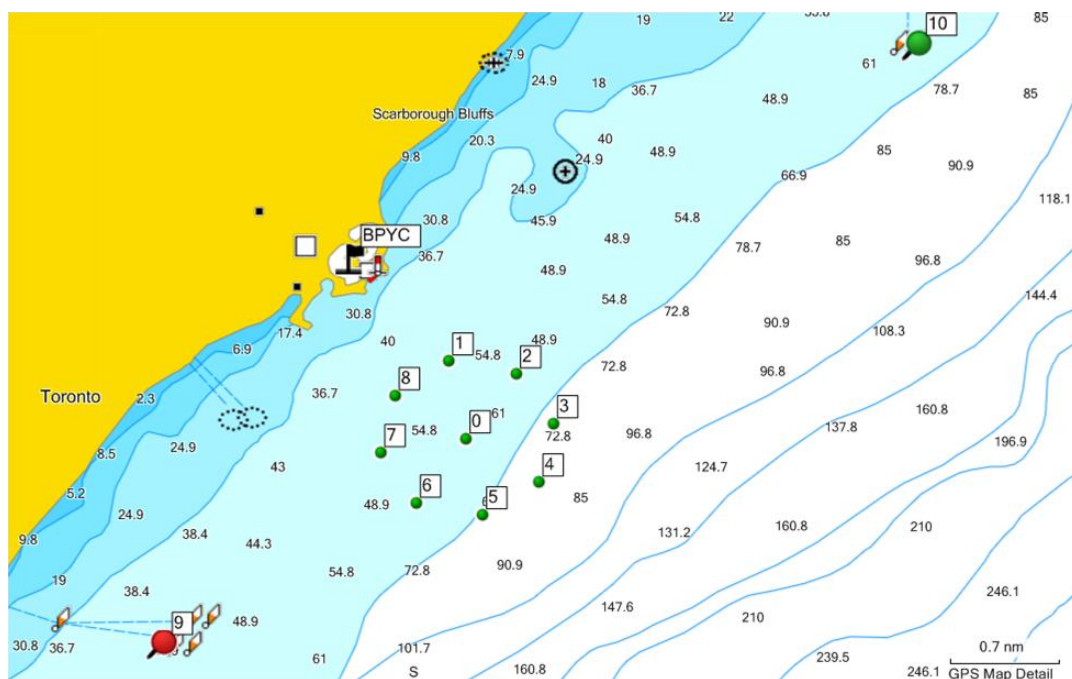 19 22 85
10
7.9
61
24.9 18 36.7 78.7 85
48.9
Scarborough Bluffs
20.3 40
9.8 24.9 48.9 85 90.9
24.9 66.9
118.1
30.8 45.9 54.8
BPYC
36.7 48.9 78.7 85
48.9 96.8
30.8 54.8 144.4
72.8
17.4 90.9 108.3
40 48.9
6.9 1 54.8 2
72.8 96.8
8
36.7
Toronto 2.3
3 160.8
0 61
54.8 72.8 96.8 137.8
7 196.9
8.5 24.9
43 4 124.7
5.2 6 85
48.9 5
24.9
38.4 131.2 160.8 210
9.8 44.3
90.9
54.8 72.8
19
38.4 246.1
147.6
9 210
48.9
30.8 36.7
101.7 0.7 nm
61 239.5
S 160.8 246.1 GPS Map Detail